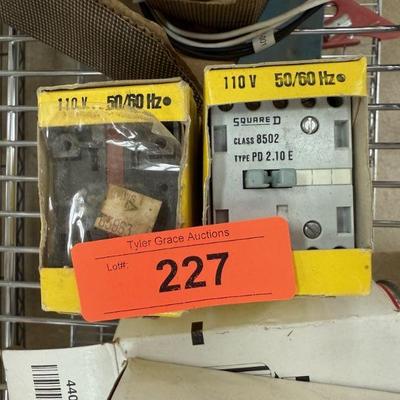 110 V 50/60 Hz
110 V 50/60 Hz
SQUARE D
CLASS 8502
TYPE PD 2.10 E
Tyler Grace Auctions
Lot#:
227
440